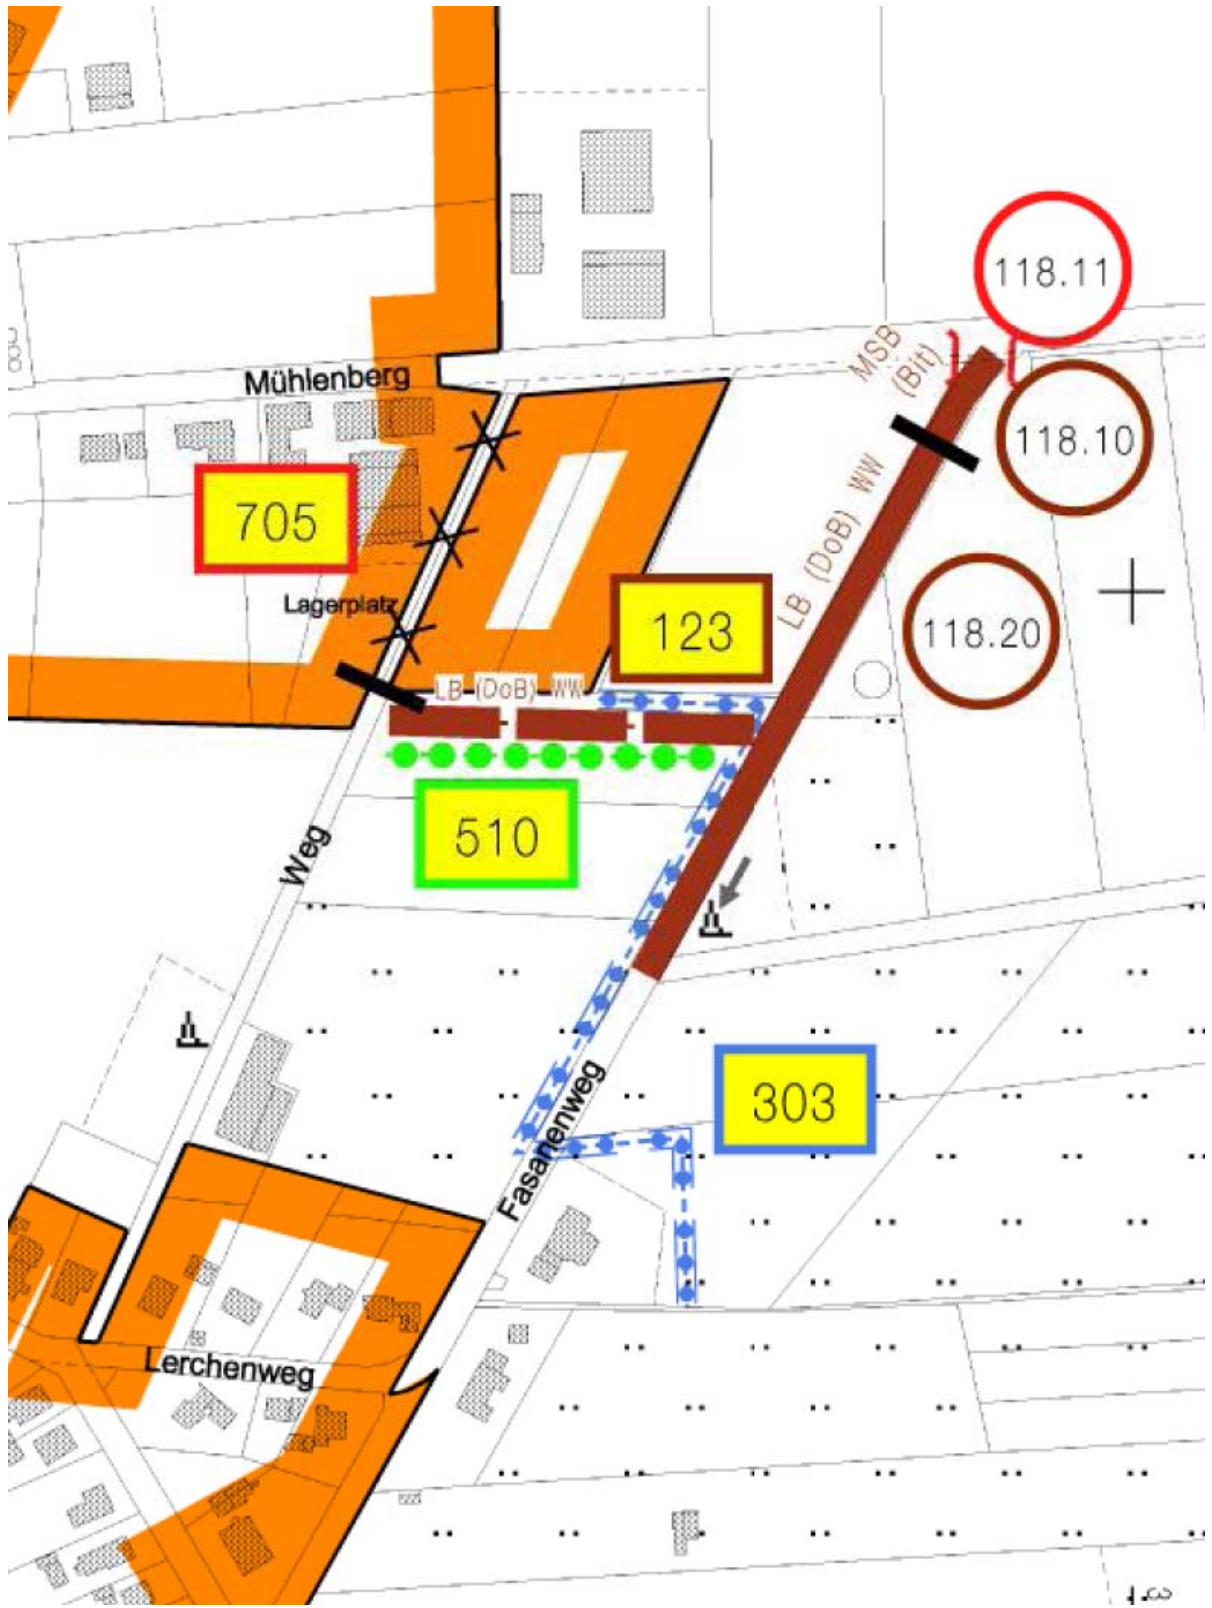 118.11
MSB
(Bit)
Mühlenberg
118.10
LB (DoB) WW
705
Lagerplatz
123
118.20
LB (DoB) WW
510
Weg
303
Fasanenweg
Lerchenweg